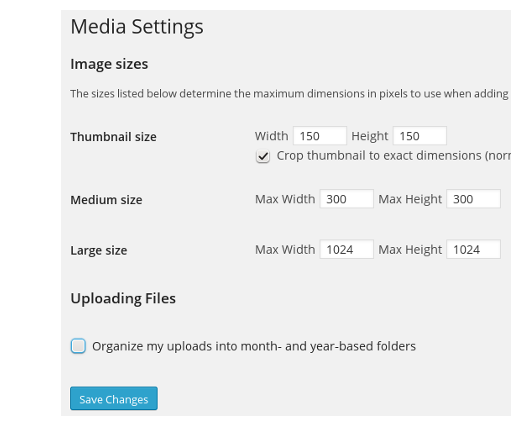 Media Settings
Image sizes
The sizes listed below determine the maximum dimensions in pixels to use when adding
Thumbnail size Width 150 Height 150
Crop thumbnail to exact dimensions (norr
Medium size Max Width 300 Max Height 300
Large size Max Width 1024 Max Height 1024
Uploading Files
Organize my uploads into month- and year-based folders
Save Changes